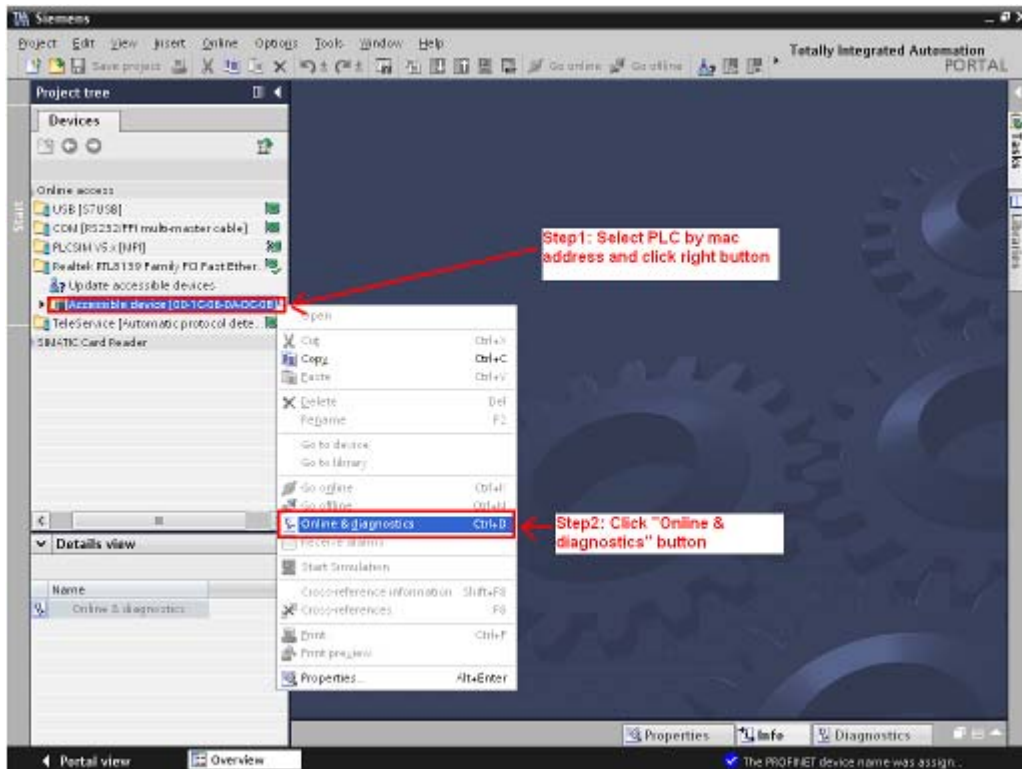 Siemens
Project Edit View Insert Online Options Tools Window Help
Totally Integrated Automation
PORTAL
Save project
Go online
Go offline
Project tree
Devices
Start
Tasks
Libraries
Online access
USB [S7USB]
COM [RS232/PPI multi-master cable]
PLCSIM V5.x [MPI]
Realtek RTL8139 Family PCI Fast Ether.
Update accessible devices
Accessible device [00-1C-06-0A-0C-0B]
TeleService [Automatic protocol dete...
SIMATIC Card Reader
Step1: Select PLC by mac
address and click right button
Open
Cut Ctrl+X
Copy Ctrl+C
Paste Ctrl+V
Delete Del
Rename F2
Go to device
Go to library
Go online Ctrl+K
Go offline Ctrl+M
Online & diagnostics Ctrl+D
Receive alarms
Start Simulation
Cross-reference information Shift+F8
Cross-references F8
Print Ctrl+P
Print preview
Properties... Alt+Enter
Step2: Click "Online &
diagnostics" button
Details view
Name
Online & diagnostics
Properties
Info
Diagnostics
Portal view
Overview
The PROFINET device name was assign...